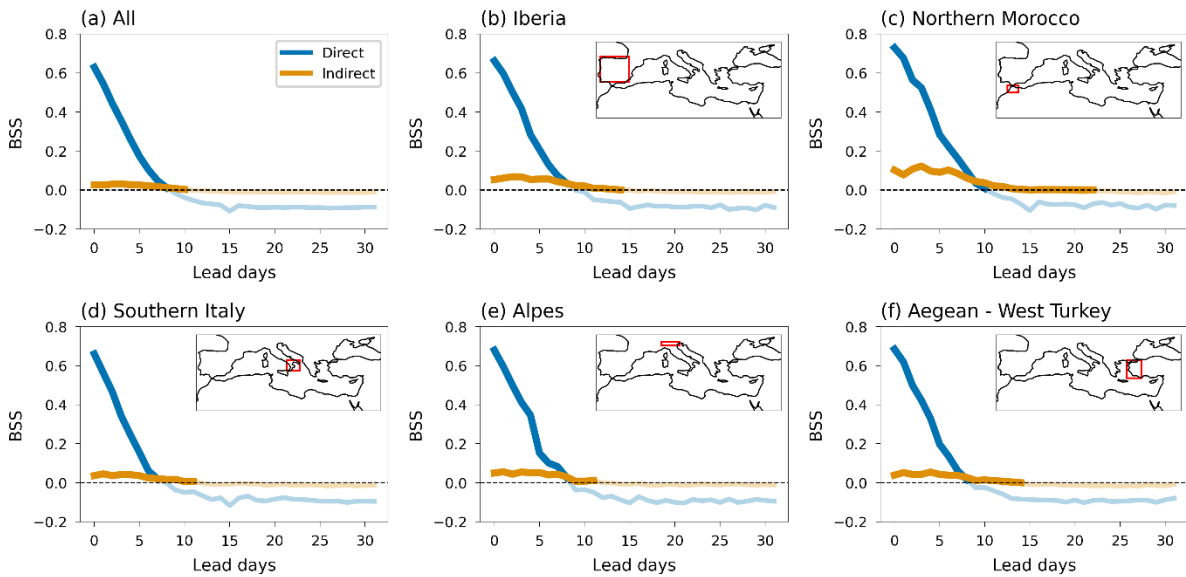 (a) All
0.8
0.6
0.4
0.2
0.0
−0.2
BSS
Direct
Indirect
0 5 10 15 20 25 30
Lead days
(b) Iberia
0.8
0.6
0.4
0.2
0.0
−0.2
BSS
0 5 10 15 20 25 30
Lead days
(c) Northern Morocco
0.8
0.6
0.4
0.2
0.0
−0.2
BSS
0 5 10 15 20 25 30
Lead days
(d) Southern Italy
0.8
0.6
0.4
0.2
0.0
−0.2
BSS
0 5 10 15 20 25 30
Lead days
(e) Alpes
0.8
0.6
0.4
0.2
0.0
−0.2
BSS
0 5 10 15 20 25 30
Lead days
(f) Aegean - West Turkey
0.8
0.6
0.4
0.2
0.0
−0.2
BSS
0 5 10 15 20 25 30
Lead days